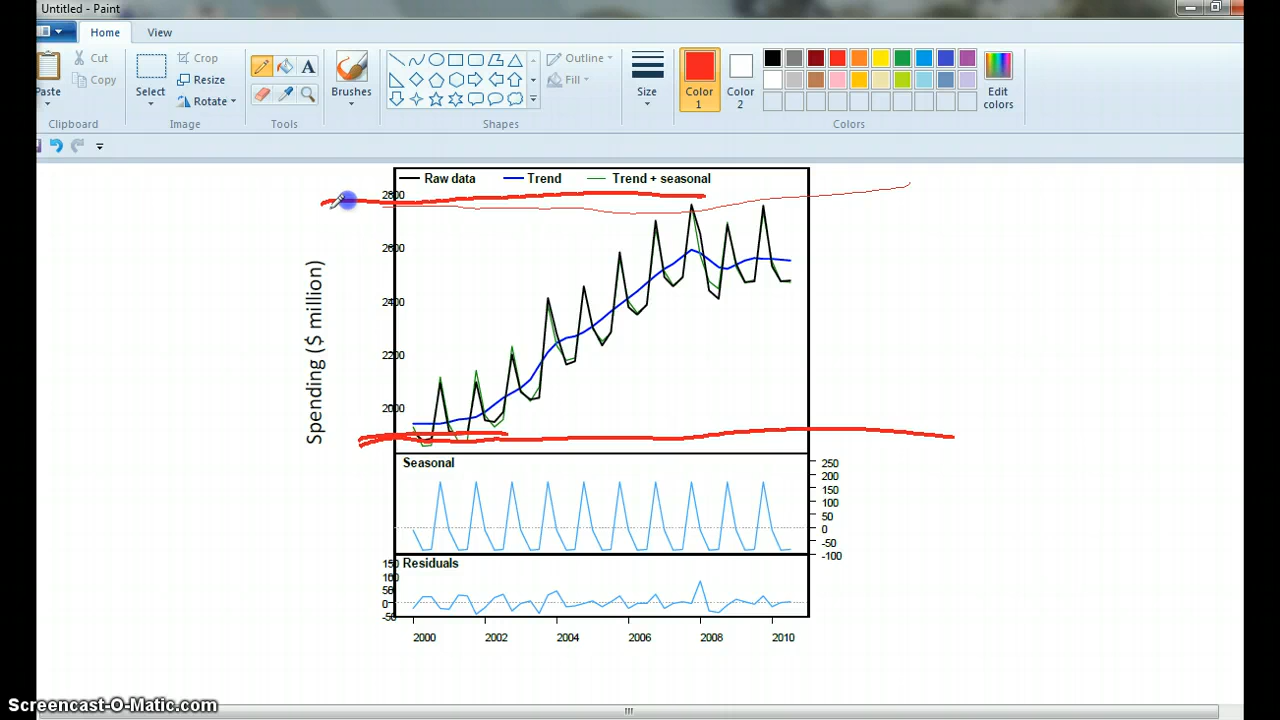 Untitled - Paint
Home View
Paste
Cut
Copy
Clipboard
Select
Crop
Resize
Rotate
Image
A
Tools
Brushes
Outline
Fill
Shapes
Size
Color 1
Color 2
Edit colors
Colors
Raw data Trend Trend + seasonal
Spending ($ million)
2800
2600
2400
2200
2000
Seasonal
250
200
150
100
50
0
-50
-100
Residuals
150
100
50
0
-50
2000 2002 2004 2006 2008 2010
Screencast-O-Matic.com